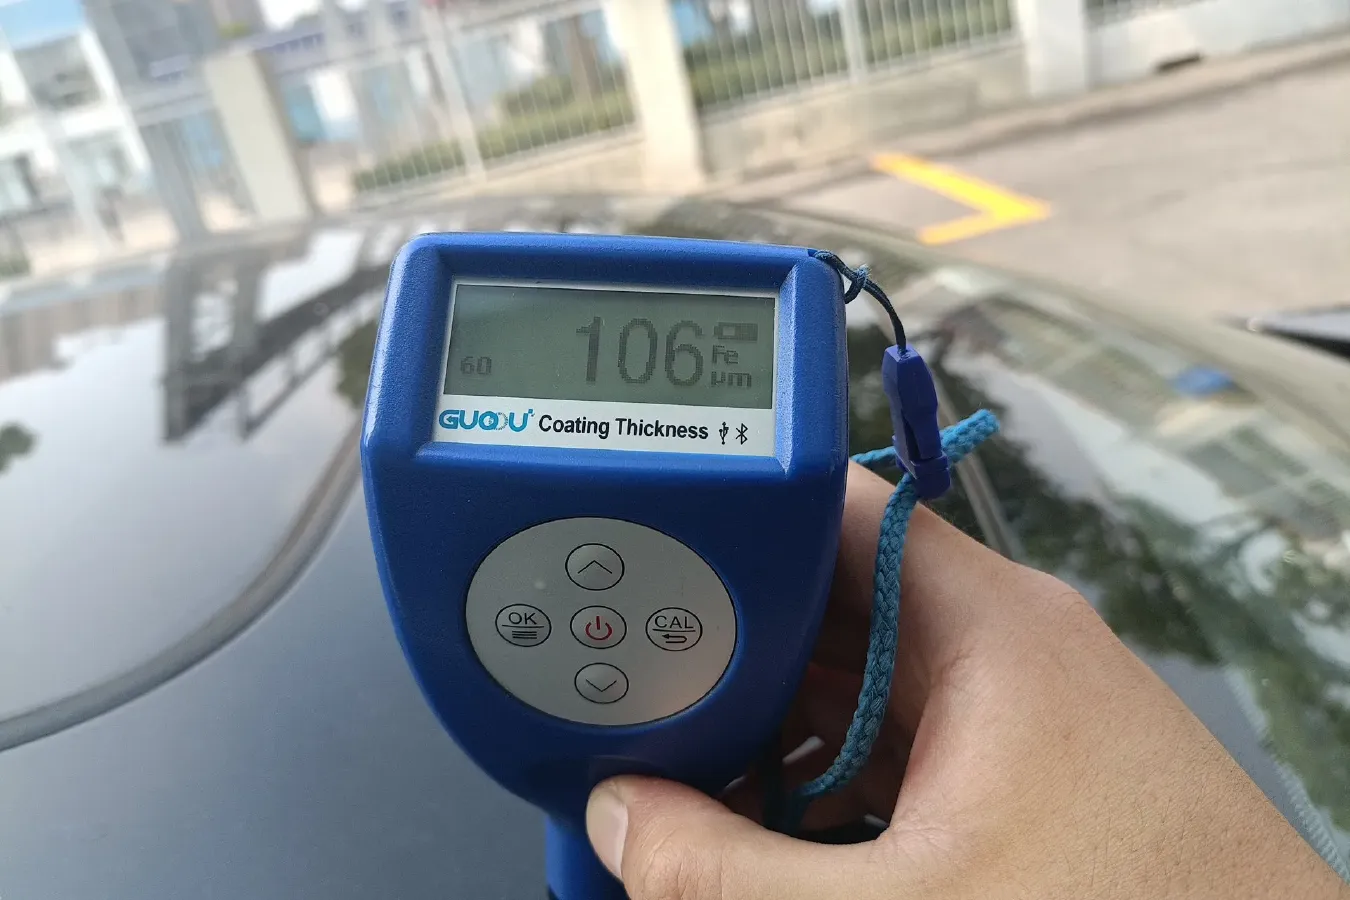 60
106
Fe
μm
GUOOU+ Coating Thickness
OK
CAL